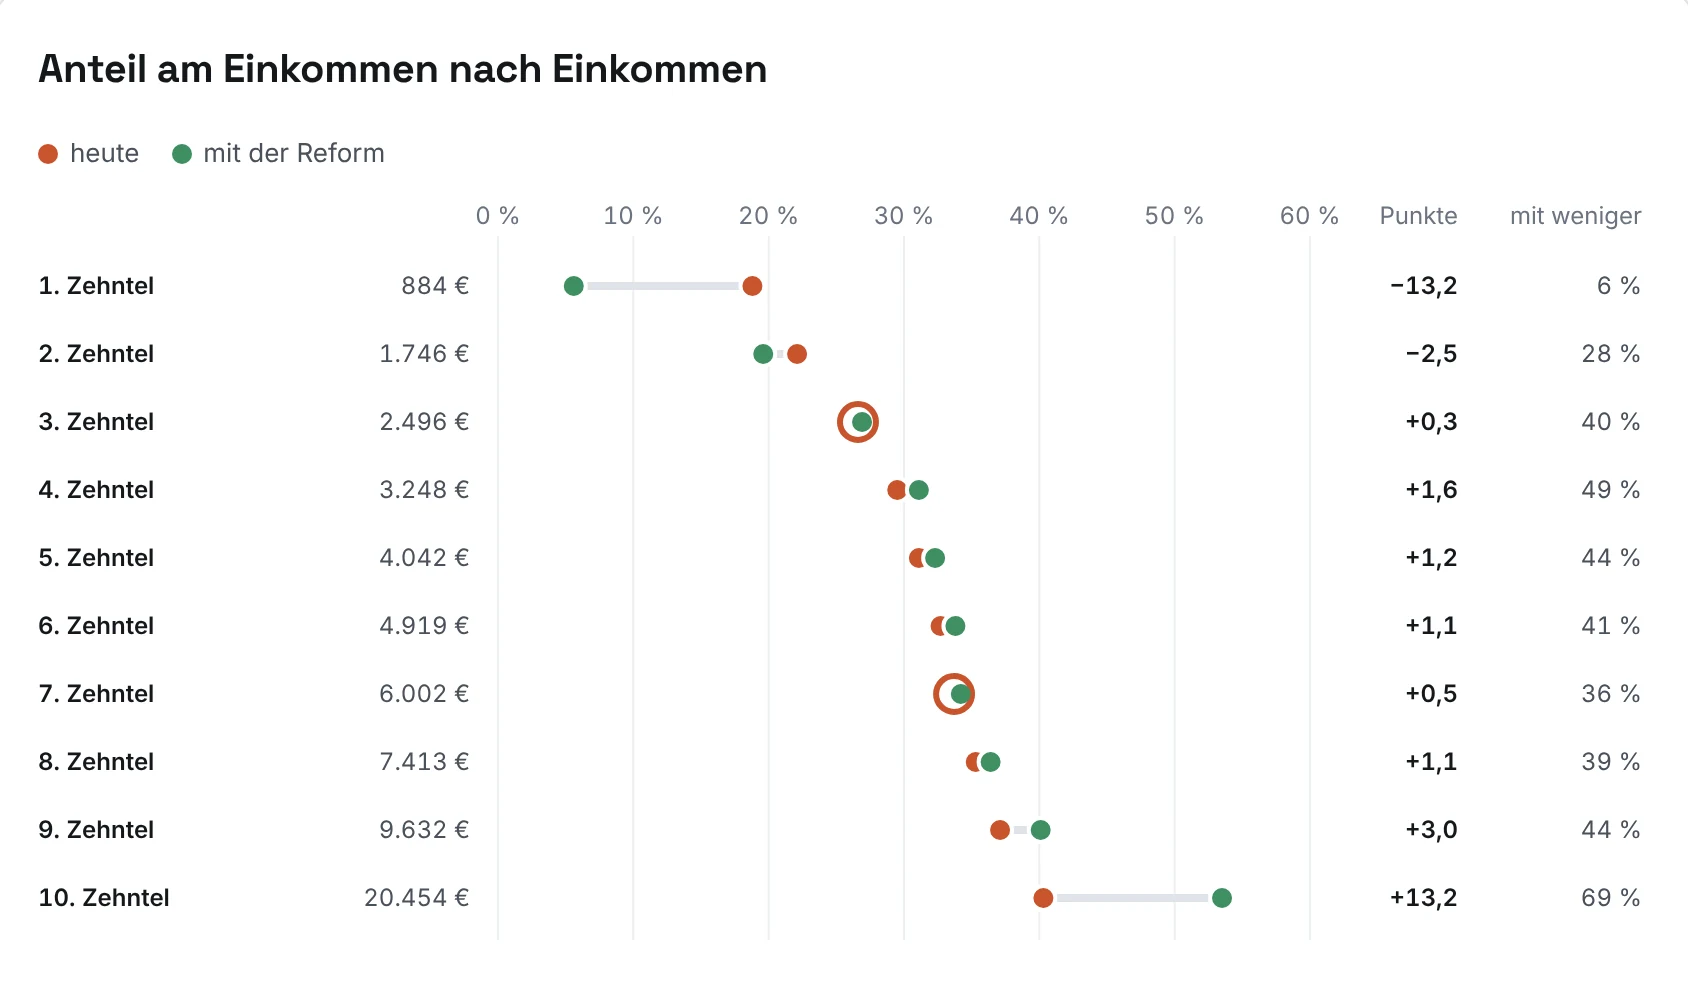 Anteil am Einkommen nach Einkommen
heute mit der Reform
0 % 10 % 20 % 30 % 40 % 50 % 60 % Punkte mit weniger
1. Zehntel 884 € −13,2 6 %
2. Zehntel 1.746 € −2,5 28 %
3. Zehntel 2.496 € +0,3 40 %
4. Zehntel 3.248 € +1,6 49 %
5. Zehntel 4.042 € +1,2 44 %
6. Zehntel 4.919 € +1,1 41 %
7. Zehntel 6.002 € +0,5 36 %
8. Zehntel 7.413 € +1,1 39 %
9. Zehntel 9.632 € +3,0 44 %
10. Zehntel 20.454 € +13,2 69 %